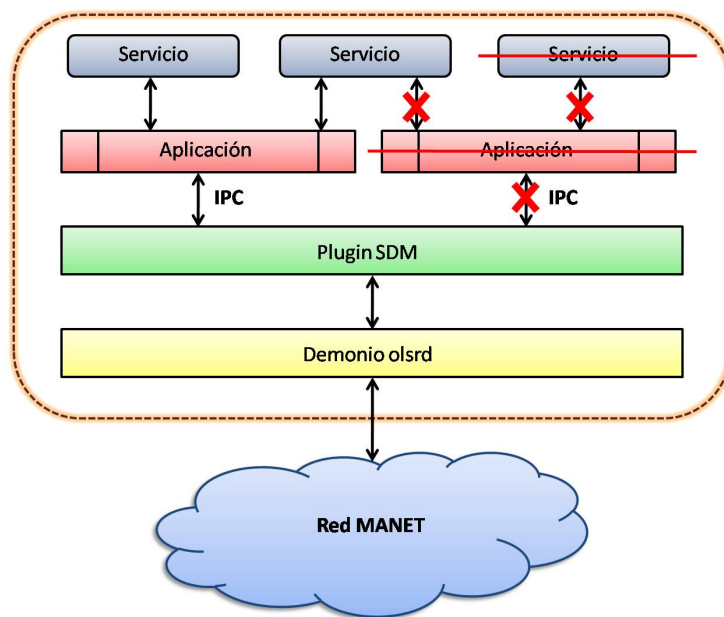 Servicio
Servicio
Servicio
Aplicación
Aplicación
IPC
IPC
Plugin SDM
Demonio olsrd
Red MANET